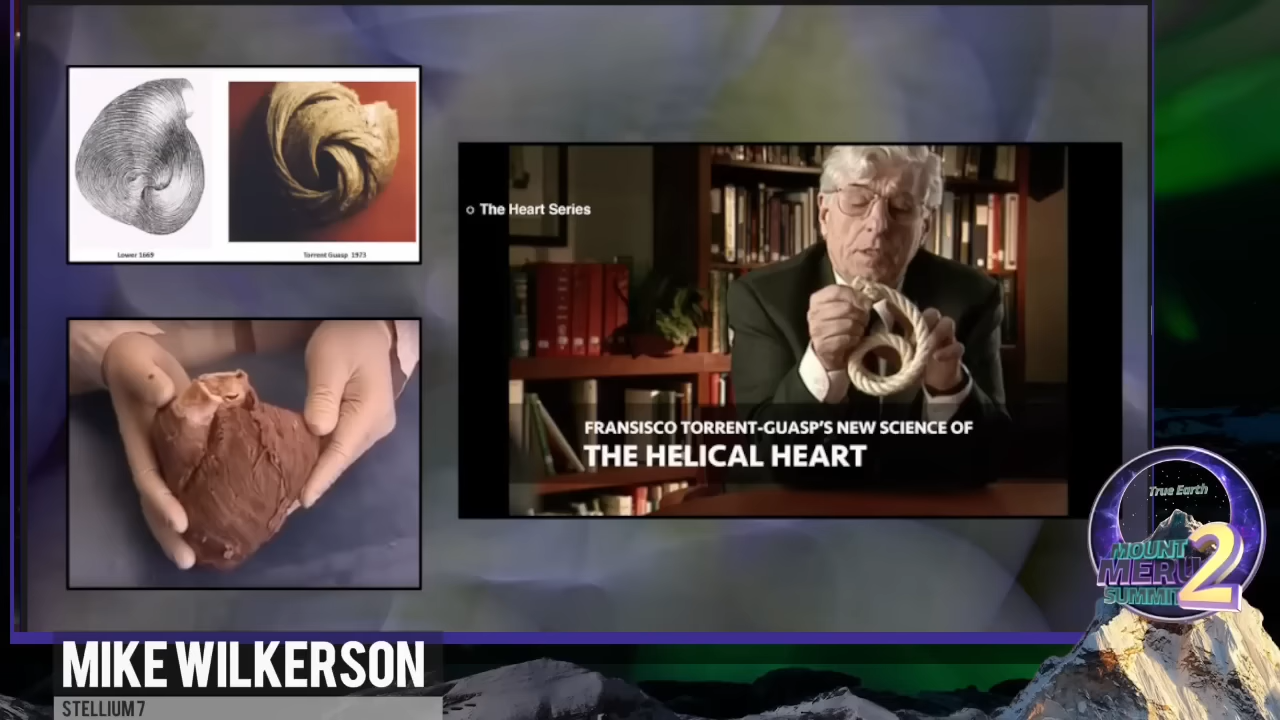 Lower 1669
Torrent Guasp 1973
The Heart Series
FRANSISCO TORRENT-GUASP'S NEW SCIENCE OF
THE HELICAL HEART
True Earth
MOUNT
MERU
SUMMIT
2
MIKE WILKERSON
STELLIUM 7